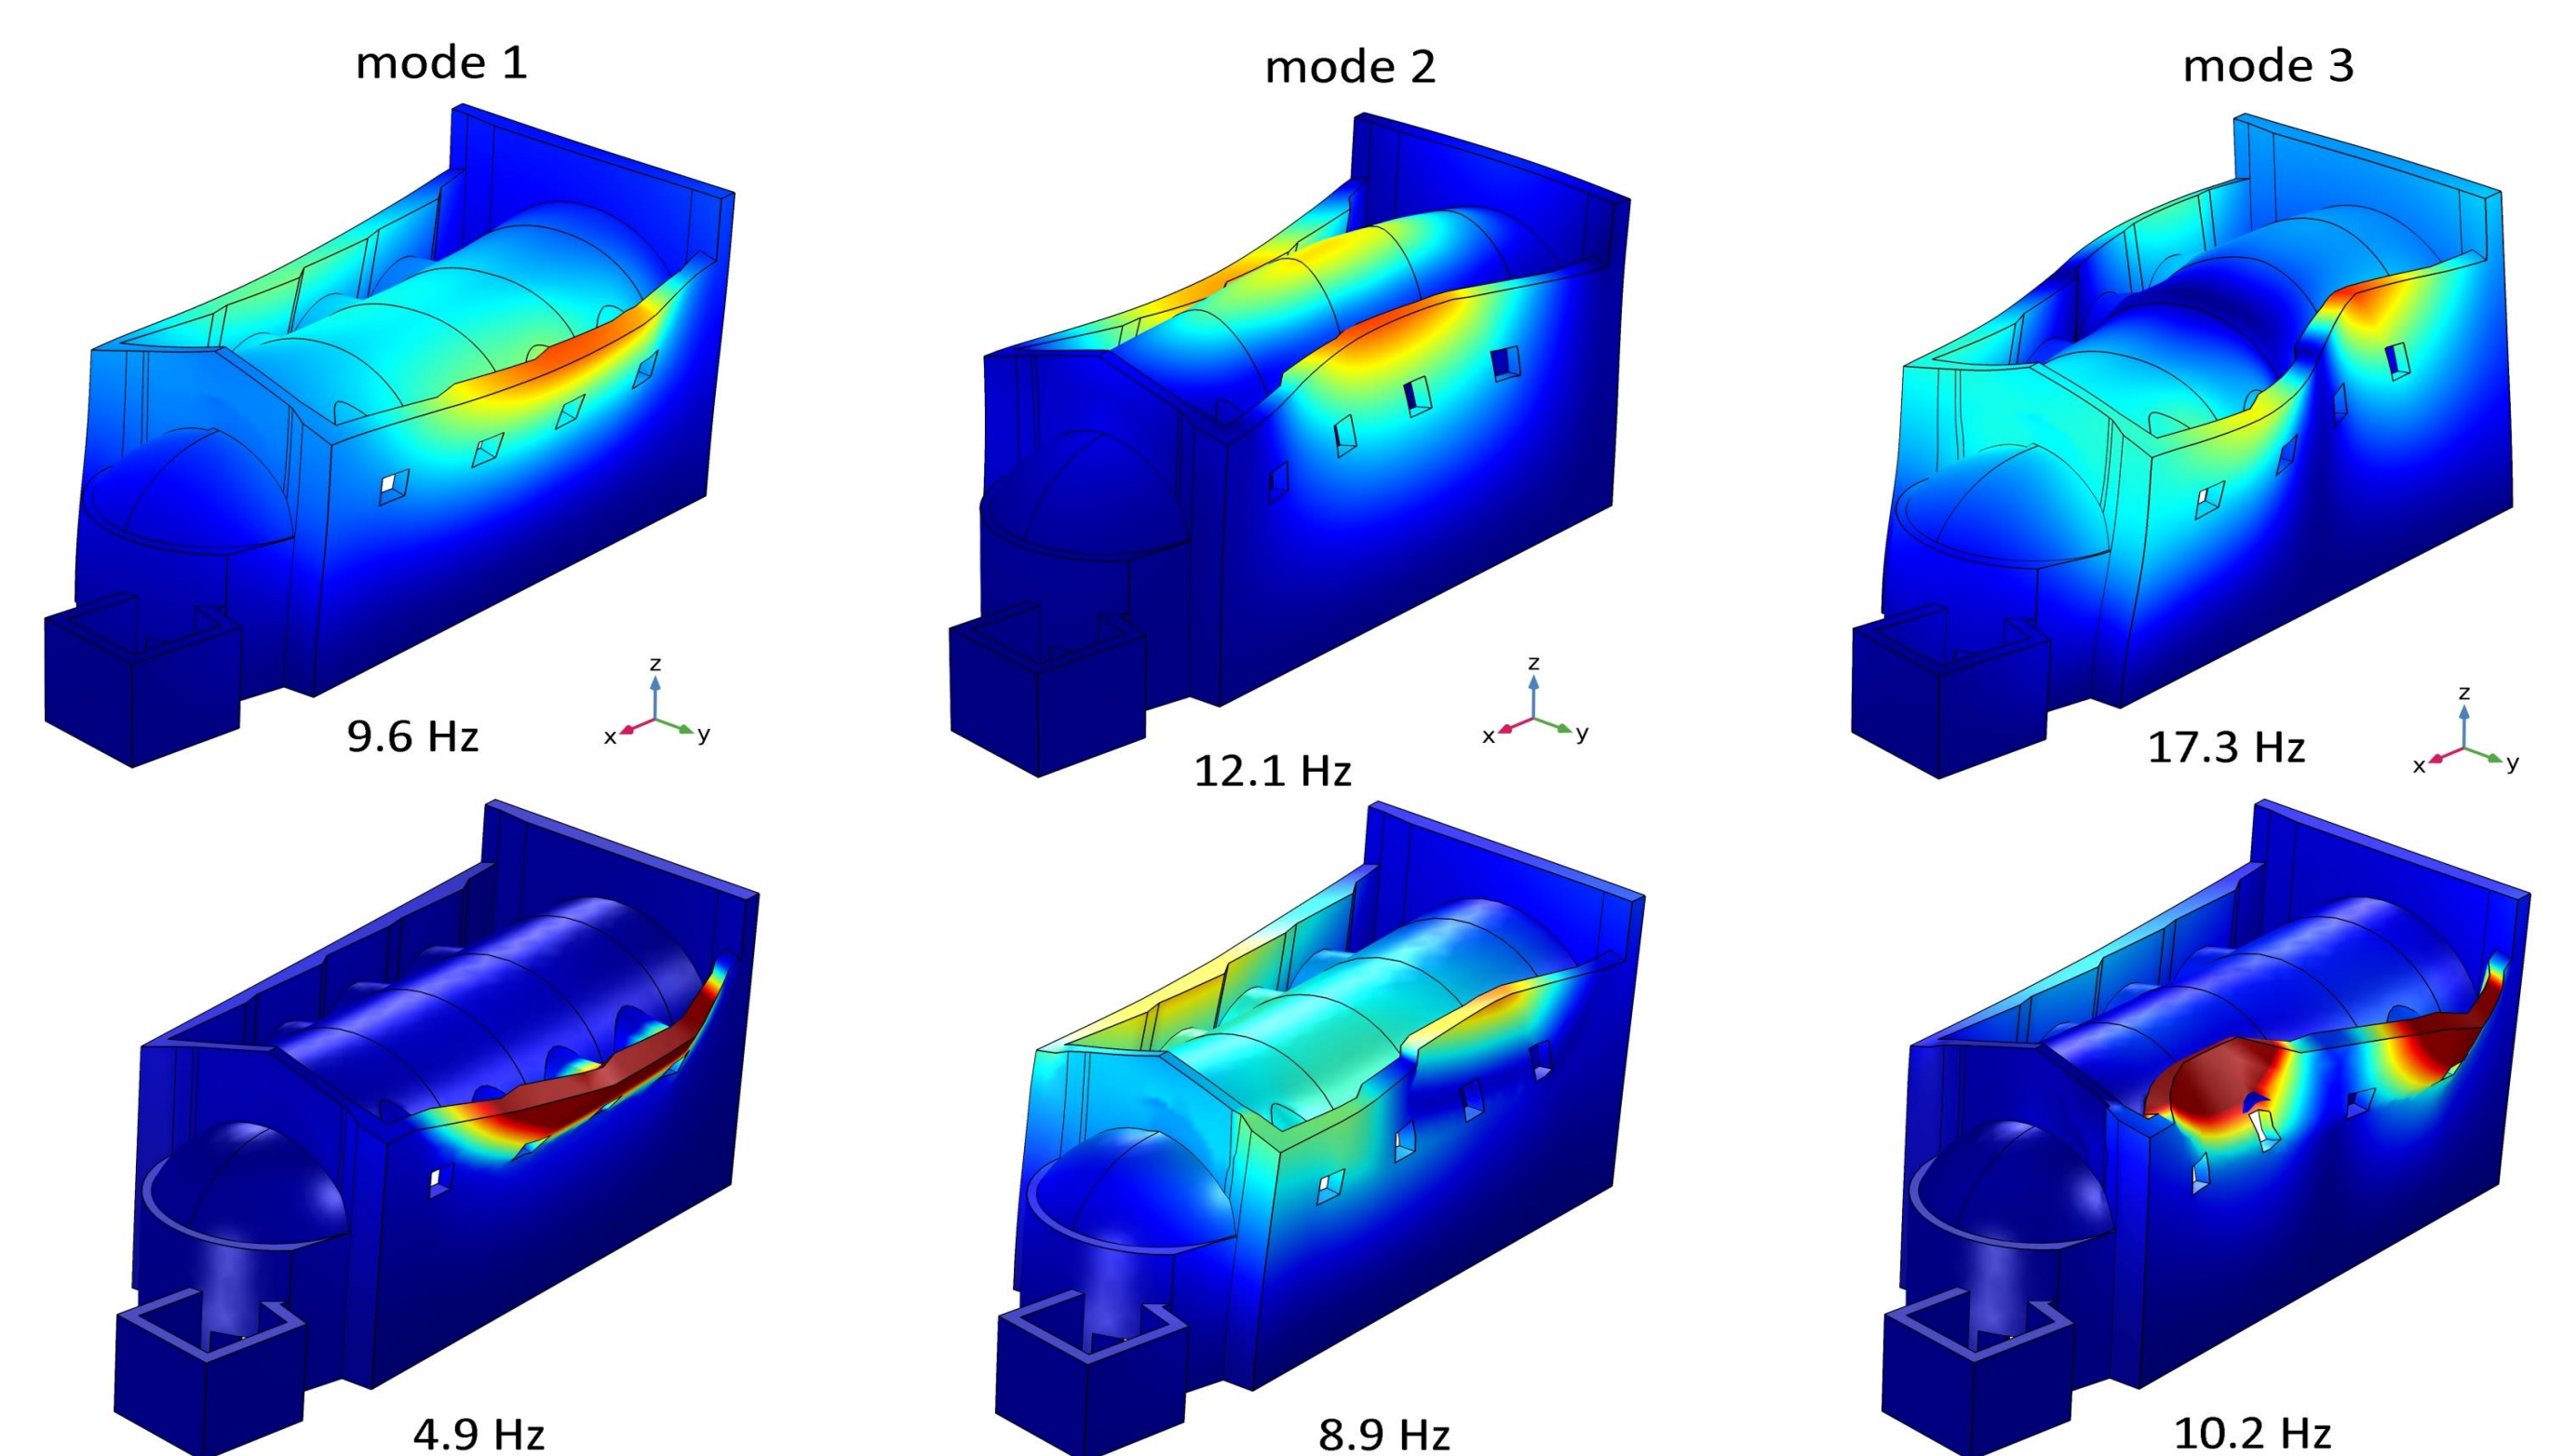 mode 1
mode 2
mode 3
z
x
y
9.6 Hz
z
x
y
12.1 Hz
z
x
y
17.3 Hz
4.9 Hz
8.9 Hz
10.2 Hz